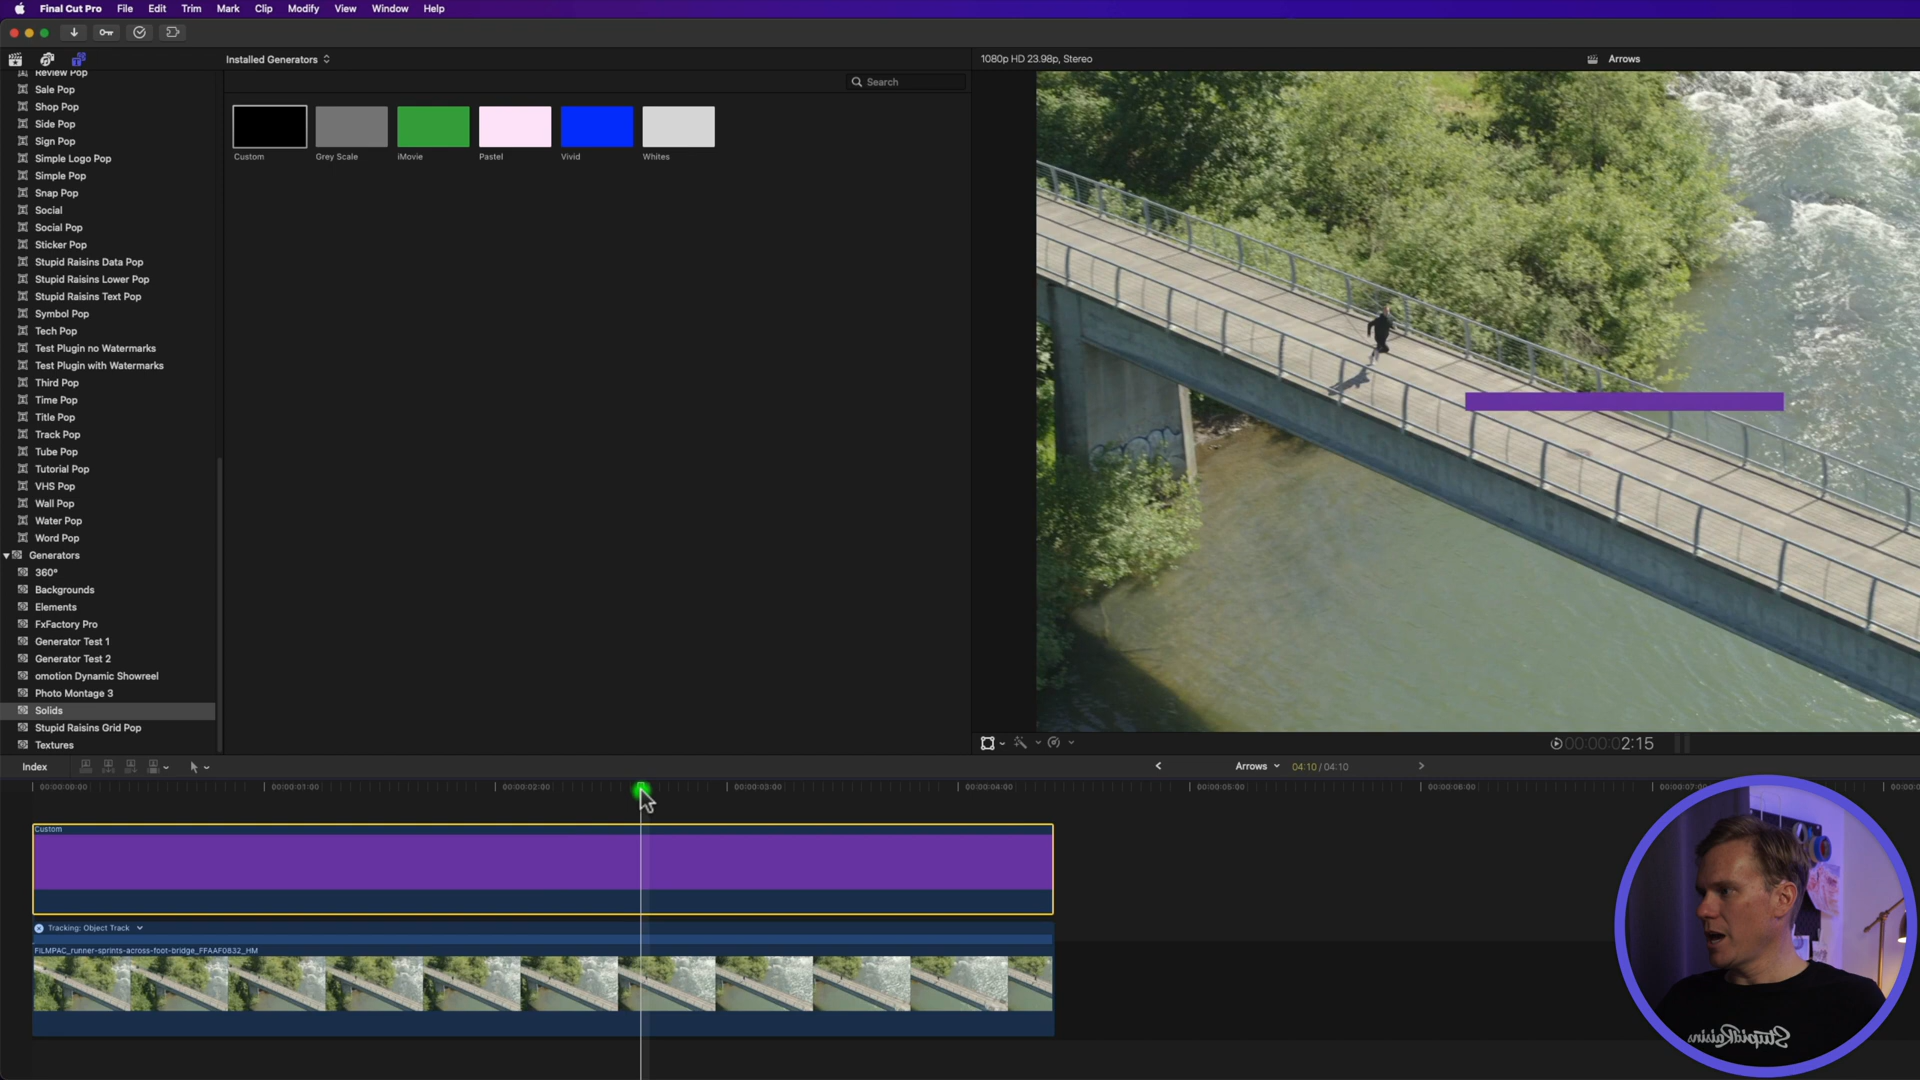 Final Cut Pro File Edit Trim Mark Clip Modify View Window Help
Installed Generators
1080p HD 23.98p, Stereo
Arrows
Search
Review Pop
Sale Pop
Shop Pop
Side Pop
Sign Pop
Simple Logo Pop
Simple Pop
Snap Pop
Social
Social Pop
Sticker Pop
Stupid Raisins Data Pop
Stupid Raisins Lower Pop
Stupid Raisins Text Pop
Symbol Pop
Tech Pop
Test Plugin no Watermarks
Test Plugin with Watermarks
Third Pop
Time Pop
Title Pop
Track Pop
Tube Pop
Tutorial Pop
VHS Pop
Wall Pop
Water Pop
Word Pop
Generators
360°
Backgrounds
Elements
FxFactory Pro
Generator Test 1
Generator Test 2
omotion Dynamic Showreel
Photo Montage 3
Solids
Stupid Raisins Grid Pop
Textures
Custom
Grey Scale
iMovie
Pastel
Vivid
Whites
00:00:00:02:15
Index
Arrows
04:10 / 04:10
00:00:00:00
00:00:01:00
00:00:02:00
00:00:03:00
00:00:04:00
00:00:05:00
00:00:06:00
Custom
Tracking: Object Track
FILMPAC_runner-sprints-across-foot-bridge_FFAAF0832_HM
StupidRaisins